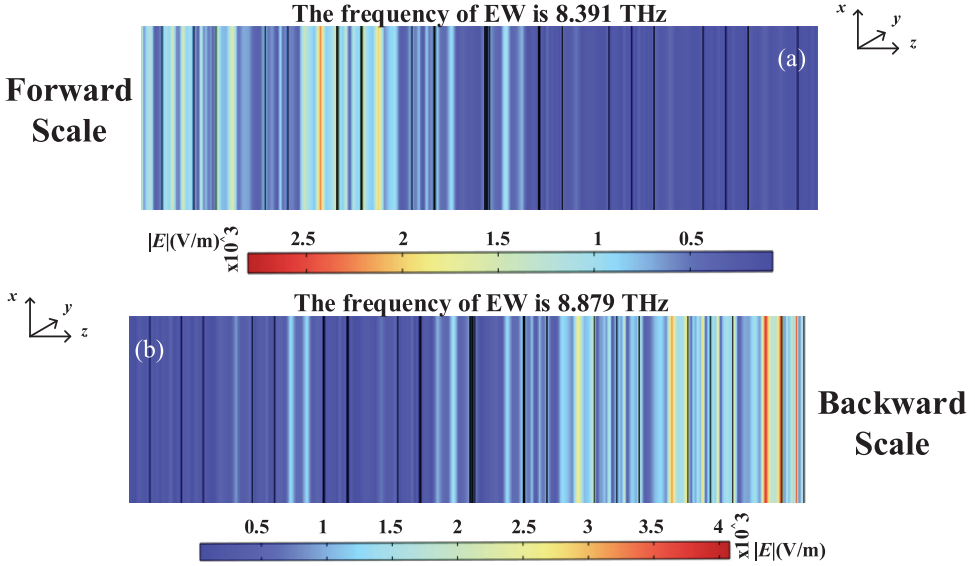 The frequency of EW is 8.391 THz
x
y
z
(a)
Forward
Scale
|E|(V/m)
x10^3
2.5 2 1.5 1 0.5
The frequency of EW is 8.879 THz
x
y
z
(b)
Backward
Scale
0.5 1 1.5 2 2.5 3 3.5 4
x10^3
|E|(V/m)